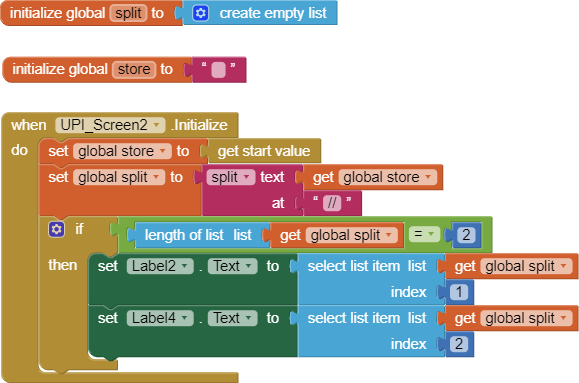 initialize global split to create empty list
initialize global store to “ ”
when UPI_Screen2 .Initialize
do set global store to get start value
set global split to split text get global store
at “ // ”
if length of list list get global split = 2
then set Label2 . Text to select list item list get global split
index 1
set Label4 . Text to select list item list get global split
index 2